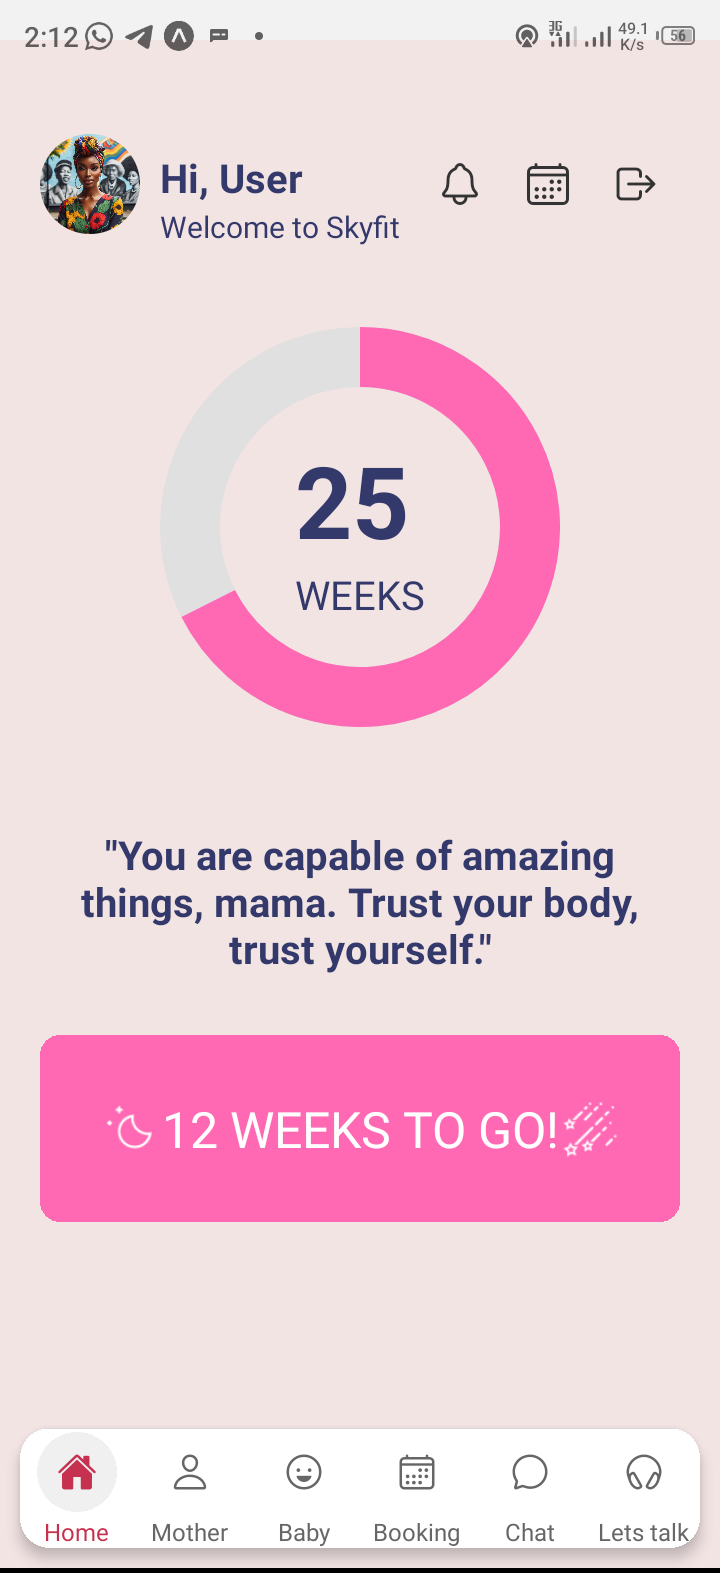 2:12
3G
49.1
K/s
56
Hi, User
Welcome to Skyfit
25
WEEKS
"You are capable of amazing
things, mama. Trust your body,
trust yourself."
12 WEEKS TO GO!
Home Mother Baby Booking Chat Lets talk